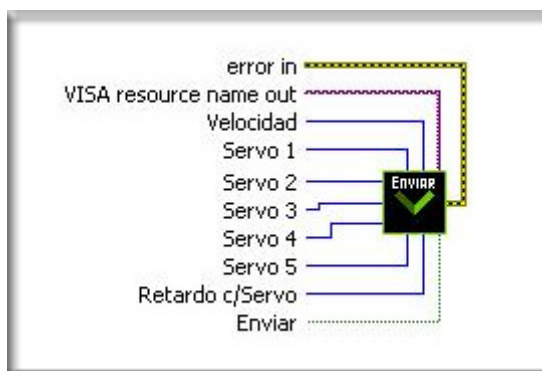 error in
VISA resource name out
Velocidad
Servo 1
Servo 2
Servo 3
Servo 4
Servo 5
Retardo c/Servo
Enviar
ENVIAR